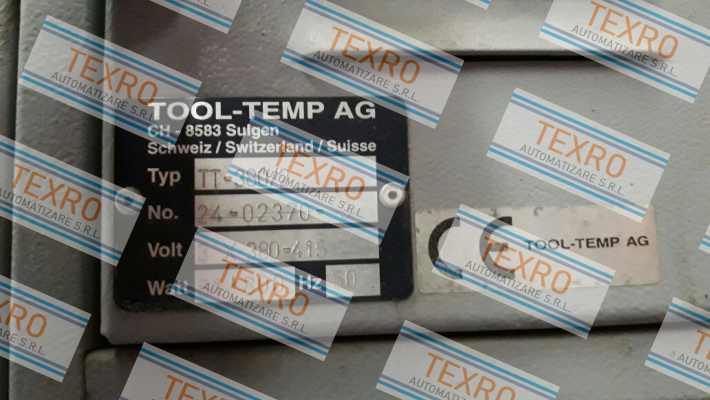 TOOL-TEMP AG
CH - 8583 Sulgen
Schweiz / Switzerland / Suisse
Typ
No. 24-02370
Volt 380-415
Watt Hz 50
CE TOOL-TEMP AG
TEXRO
AUTOMATIZARE S.R.L.